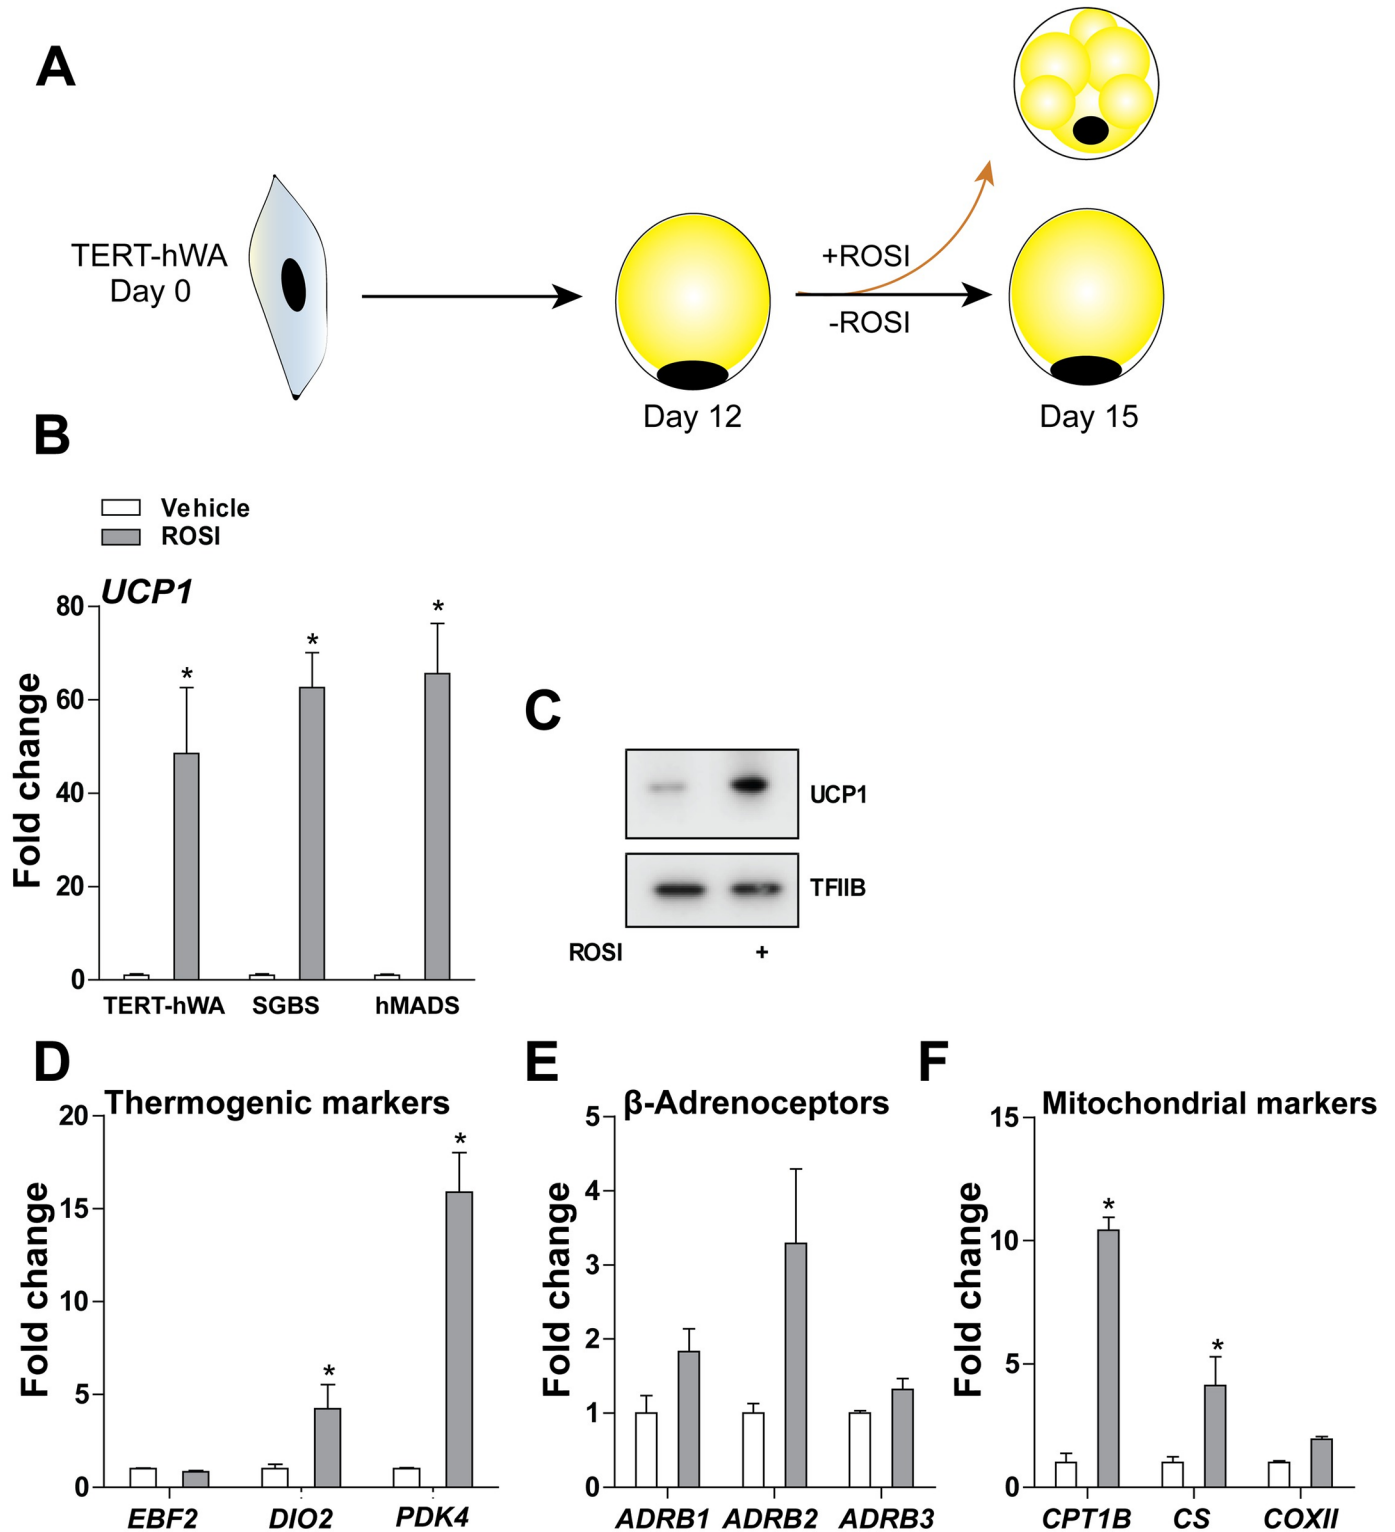 A
TERT-hWA
Day 0
+ROSI
-ROSI
Day 12
Day 15
B
Vehicle
ROSI
UCP1
Fold change
80
60
40
20
0
*
*
*
TERT-hWA
SGBS
hMADS
C
UCP1
TFIIB
ROSI
+
D
Thermogenic markers
Fold change
20
15
10
5
0
*
*
EBF2
DIO2
PDK4
E
β-Adrenoceptors
Fold change
5
4
3
2
1
0
ADRB1
ADRB2
ADRB3
F
Mitochondrial markers
Fold change
15
10
5
0
*
*
CPT1B
CS
COXII